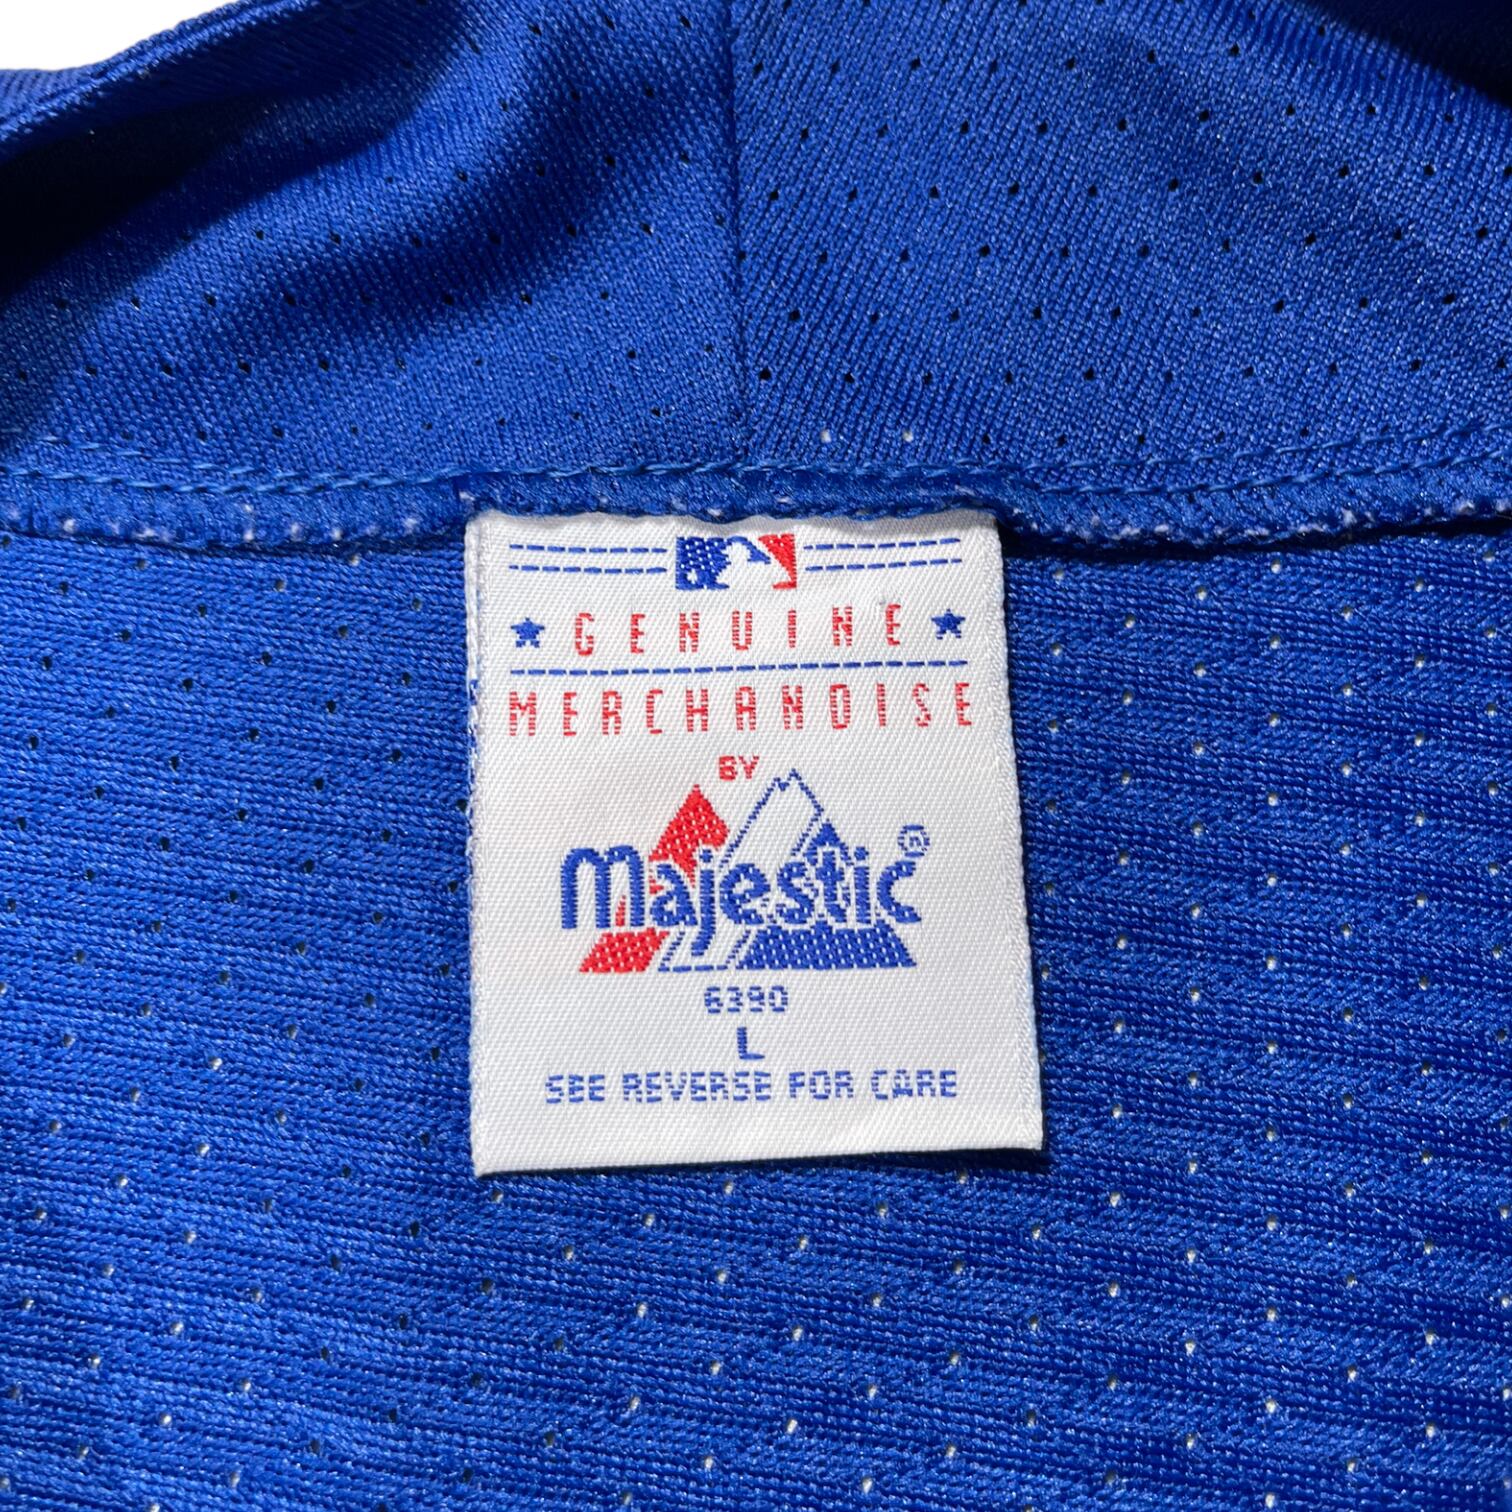 GENUINE
MERCHANDISE
BY
Majestic®
6390
L
SEE REVERSE FOR CARE